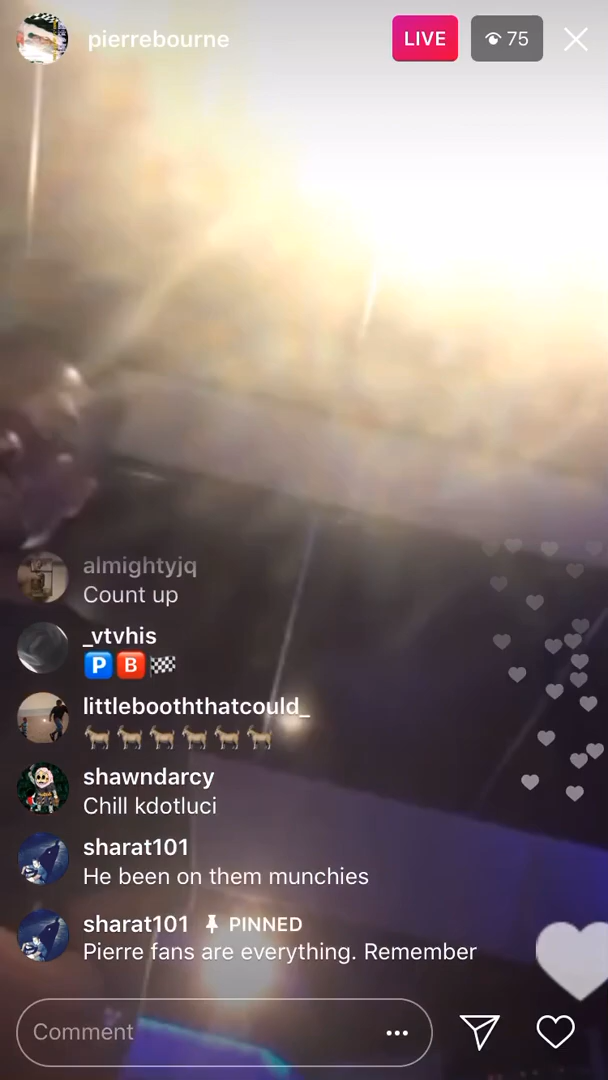 pierrebourne
LIVE
75
almightyjq
Count up
_vtvhis
🅿️🅱️🏁
littlebooththatcould_
🐐🐐🐐🐐🐐🐐
shawndarcy
Chill kdotluci
sharat101
He been on them munchies
sharat101 PINNED
Pierre fans are everything. Remember
Comment